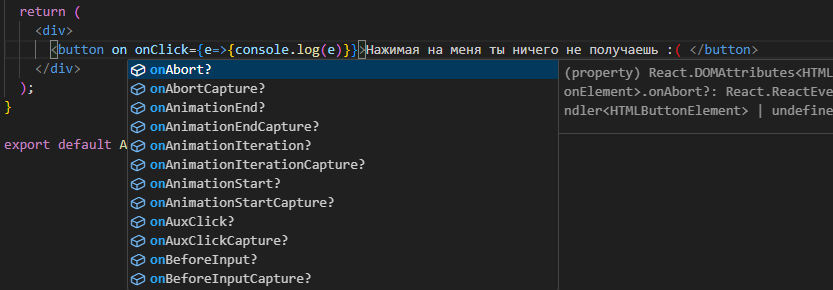 return (
<div>
<button on onClick={e=>{console.log(e)}}>Нажимая на меня ты ничего не получаешь :( </button>
</div>
);
}
export default A
onAbort?
onAbortCapture?
onAnimationEnd?
onAnimationEndCapture?
onAnimationIteration?
onAnimationIterationCapture?
onAnimationStart?
onAnimationStartCapture?
onAuxClick?
onAuxClickCapture?
onBeforeInput?
onBeforeInputCapture?
(property) React.DOMAttributes<HTML
onElement>.onAbort?: React.ReactEve
ndler<HTMLButtonElement> | undefine